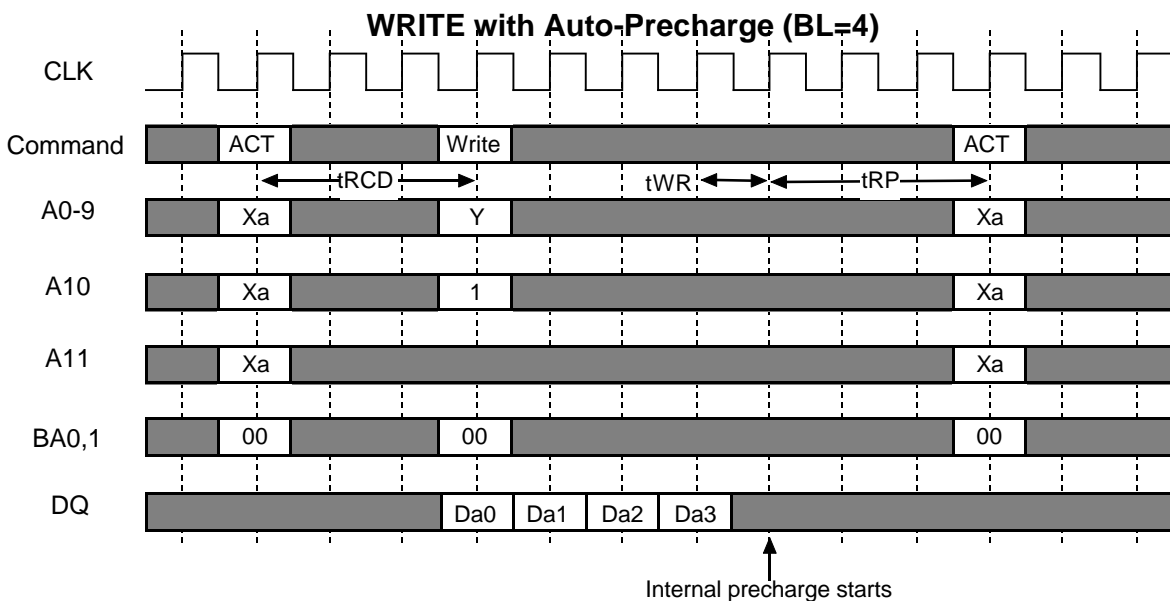 WRITE with Auto-Precharge (BL=4)
CLK
Command ACT Write ACT
tRCD tWR tRP
A0-9 Xa Y Xa
A10 Xa 1 Xa
A11 Xa Xa
BA0,1 00 00 00
DQ Da0 Da1 Da2 Da3
Internal precharge starts